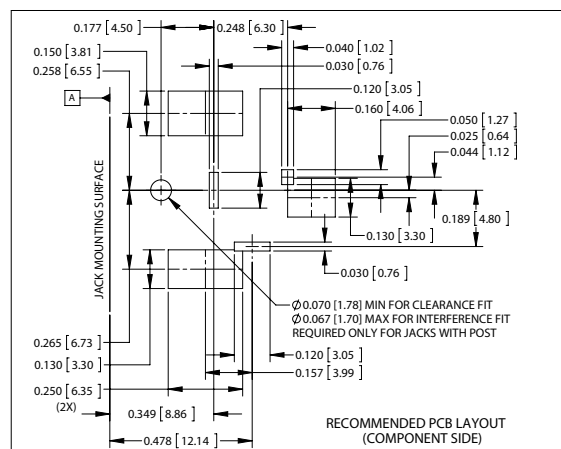 0.177 [4.50]
0.248 [6.30]
0.150 [3.81]
0.258 [6.55]
0.040 [1.02]
0.030 [0.76]
0.120 [3.05]
0.160 [4.06]
0.050 [1.27]
0.025 [0.64]
0.044 [1.12]
A
JACK MOUNTING SURFACE
0.189 [4.80]
0.130 [3.30]
0.030 [0.76]
Ø 0.070 [1.78] MIN FOR CLEARANCE FIT
Ø 0.067 [1.70] MAX FOR INTERFERENCE FIT
REQUIRED ONLY FOR JACKS WITH POST
0.265 [6.73]
0.130 [3.30]
0.250 [6.35]
(2X)
0.120 [3.05]
0.157 [3.99]
0.349 [8.86]
0.478 [12.14]
RECOMMENDED PCB LAYOUT
(COMPONENT SIDE)